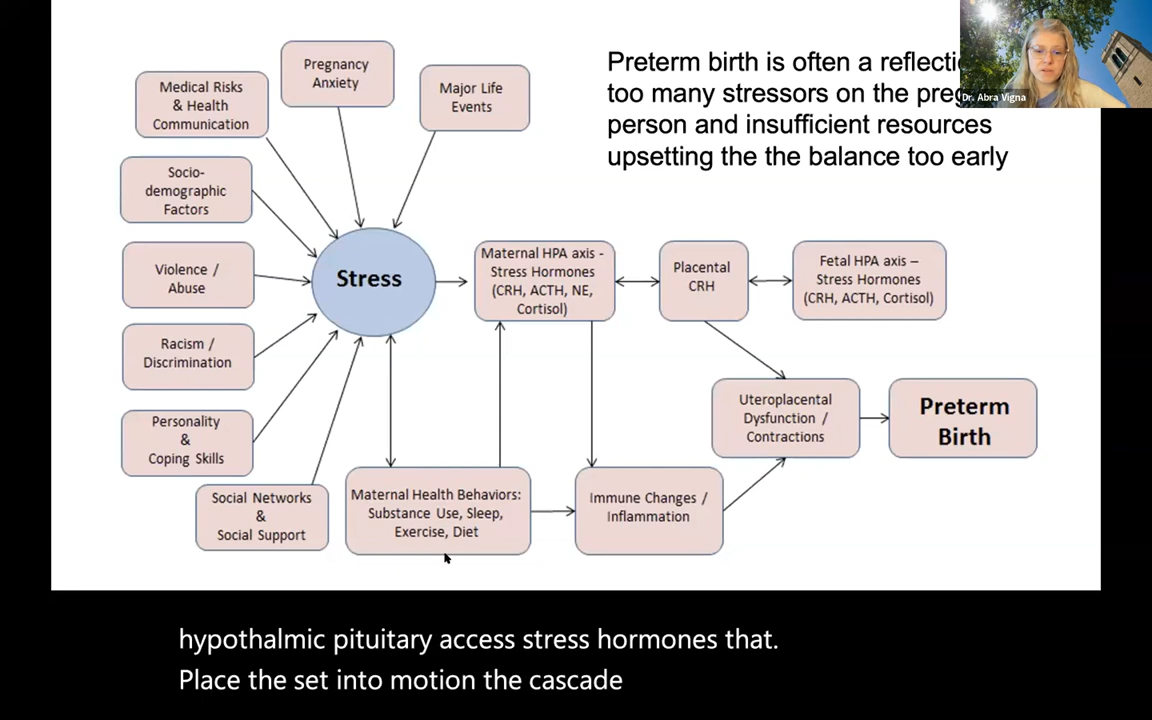 Preterm birth is often a reflecti
too many stressors on the preg
person and insufficient resources
upsetting the the balance too early
Dr. Abra Vigna
Pregnancy
Anxiety
Medical Risks
& Health
Communication
Major Life
Events
Socio-
demographic
Factors
Violence /
Abuse
Racism /
Discrimination
Personality
&
Coping Skills
Social Networks
&
Social Support
Stress
Maternal HPA axis -
Stress Hormones
(CRH, ACTH, NE,
Cortisol)
Placental
CRH
Fetal HPA axis –
Stress Hormones
(CRH, ACTH, Cortisol)
Uteroplacental
Dysfunction /
Contractions
Preterm
Birth
Maternal Health Behaviors:
Substance Use, Sleep,
Exercise, Diet
Immune Changes /
Inflammation
hypothalmic pituitary access stress hormones that.
Place the set into motion the cascade